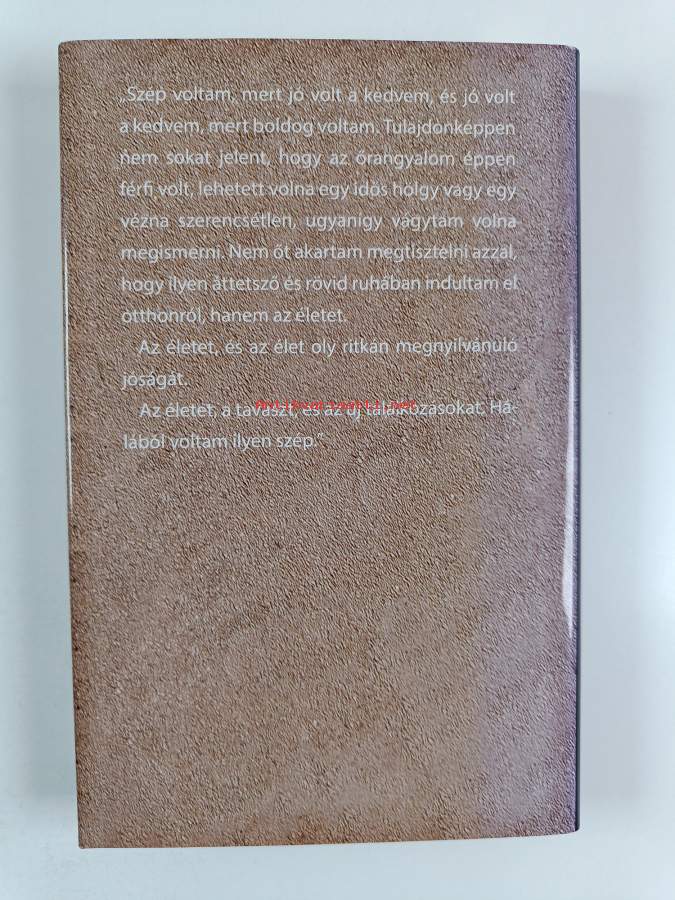 „Szép voltam, mert jó volt a kedvem, és jó volt
a kedvem, mert boldog voltam. Tulajdonképpen
nem sokat jelent, hogy az őrangyalom éppen
férfi volt, lehetett volna egy idős hölgy vagy egy
vézna szerencsétlen, ugyanígy vágytam volna
megismerni. Nem őt akartam megtisztelni azzal,
hogy ilyen áttetsző és rövid ruhában indultam el
otthonról, hanem az életet.
Az életet, és az élet oly ritkán megnyilvánuló
jóságát.
Az életet, a tavaszt, és az új találkozásokat. Há-
lából voltam ilyen szép.”